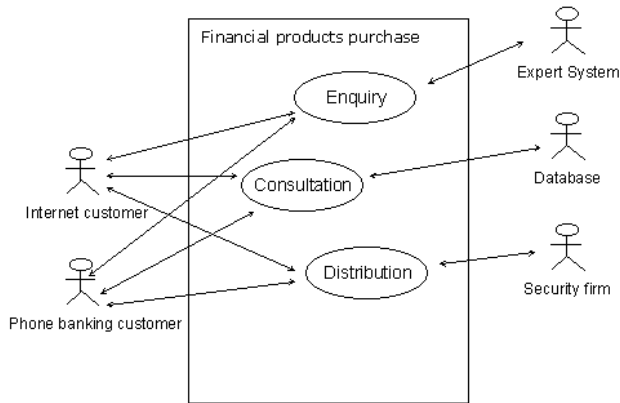 Financial products purchase
Expert System
Enquiry
Internet customer
Consultation
Database
Phone banking customer
Distribution
Security firm